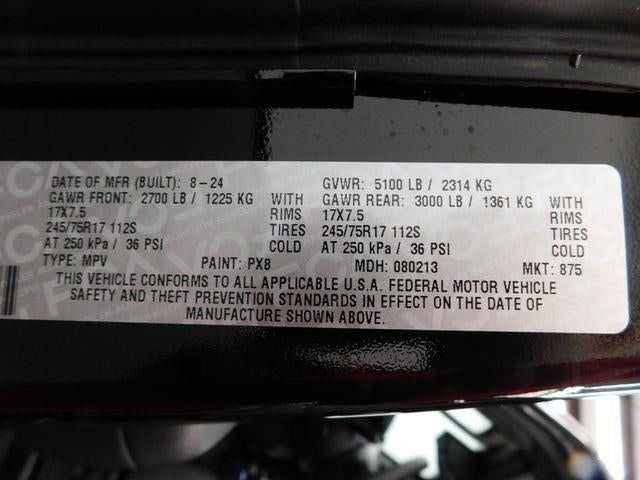 DATE OF MFR (BUILT): 8-24 GVWR: 5100 LB / 2314 KG
GAWR FRONT: 2700 LB / 1225 KG WITH GAWR REAR: 3000 LB / 1361 KG WITH
17X7.5 RIMS 17X7.5 RIMS
245/75R17 112S TIRES 245/75R17 112S TIRES
AT 250 kPa / 36 PSI COLD AT 250 kPa / 36 PSI COLD
TYPE: MPV PAINT: PX8 MDH: 080213 MKT: 875
THIS VEHICLE CONFORMS TO ALL APPLICABLE U.S.A. FEDERAL MOTOR VEHICLE
SAFETY AND THEFT PREVENTION STANDARDS IN EFFECT ON THE DATE OF
MANUFACTURE SHOWN ABOVE.